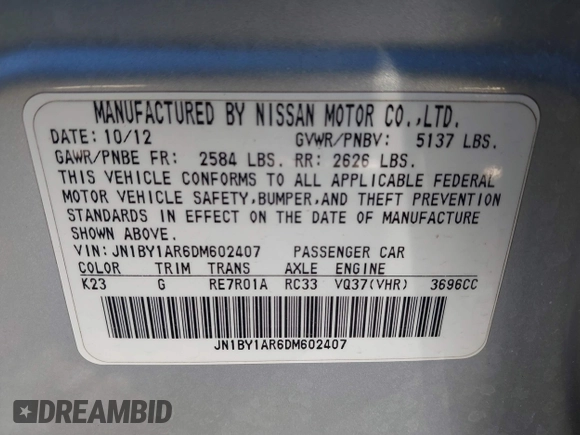 MANUFACTURED BY NISSAN MOTOR CO.,LTD.
DATE: 10/12 GVWR/PNBV: 5137 LBS.
GAWR/PNBE FR: 2584 LBS. RR: 2626 LBS.
THIS VEHICLE CONFORMS TO ALL APPLICABLE FEDERAL
MOTOR VEHICLE SAFETY,BUMPER,AND THEFT PREVENTION
STANDARDS IN EFFECT ON THE DATE OF MANUFACTURE
SHOWN ABOVE.
VIN: JN1BY1AR6DM602407 PASSENGER CAR
COLOR TRIM TRANS AXLE ENGINE
K23 G RE7R01A RC33 VQ37(VHR) 3696CC
JN1BY1AR6DM602407
DREAMBID